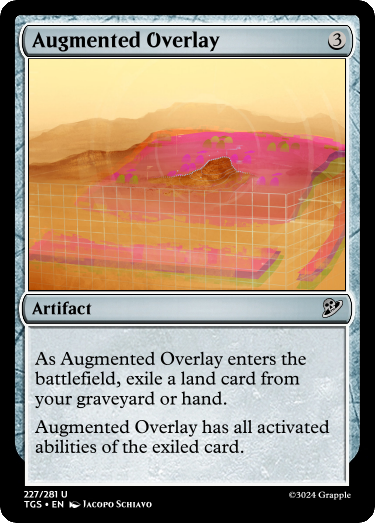 Augmented Overlay 3
Artifact
As Augmented Overlay enters the
battlefield, exile a land card from
your graveyard or hand.
Augmented Overlay has all activated
abilities of the exiled card.
227/281 U
TGS • EN Jacopo Schiavo
©3024 Grapple